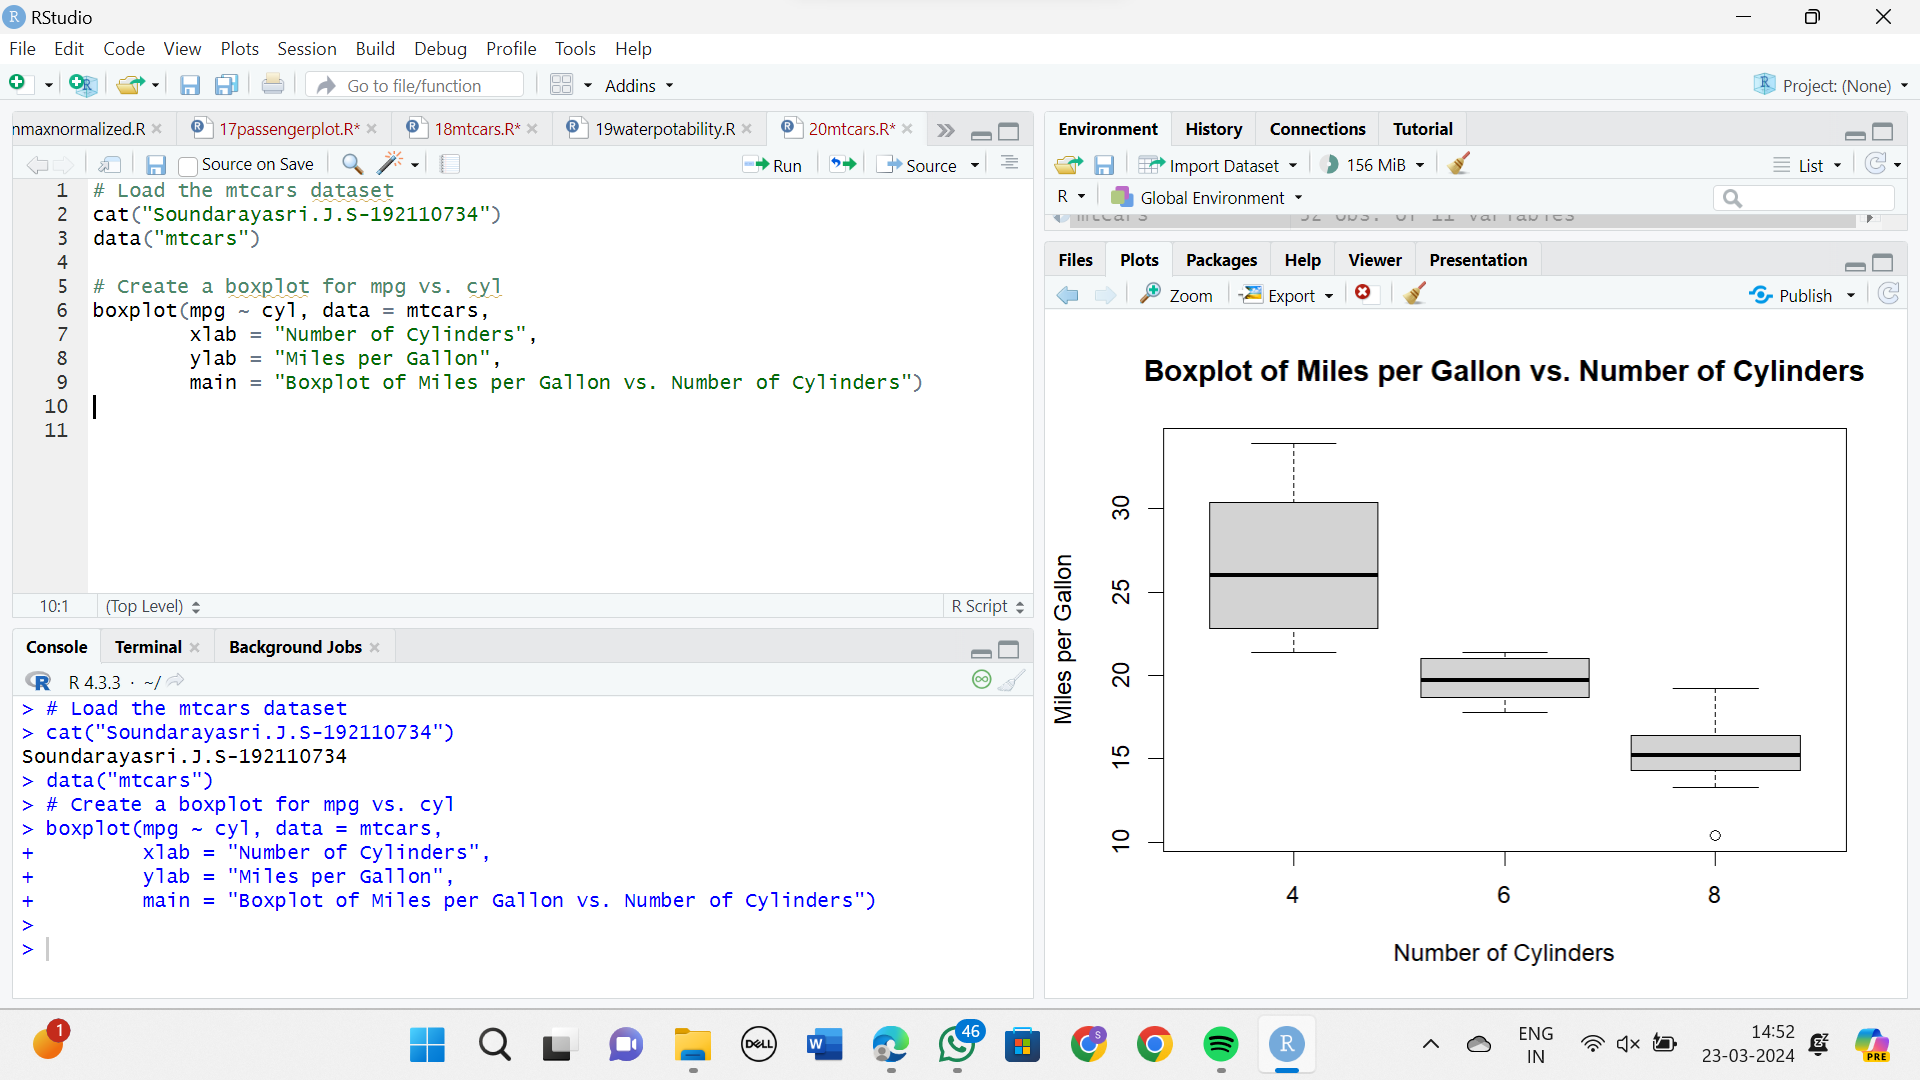 RStudio
File Edit Code View Plots Session Build Debug Profile Tools Help
Go to file/function Addins Project: (None)
nmaxnormalized.R 17passengerplot.R* 18mtcars.R* 19waterpotability.R 20mtcars.R*
Source on Save Run Source
1 # Load the mtcars dataset
2 cat("Soundarayasri.J.S-192110734")
3 data("mtcars")
4
5 # Create a boxplot for mpg vs. cyl
6 boxplot(mpg ~ cyl, data = mtcars,
7 xlab = "Number of Cylinders",
8 ylab = "Miles per Gallon",
9 main = "Boxplot of Miles per Gallon vs. Number of Cylinders")
10
11
10:1 (Top Level) R Script
Console Terminal Background Jobs
R 4.3.3 · ~/
> # Load the mtcars dataset
> cat("Soundarayasri.J.S-192110734")
Soundarayasri.J.S-192110734
> data("mtcars")
> # Create a boxplot for mpg vs. cyl
> boxplot(mpg ~ cyl, data = mtcars,
+ xlab = "Number of Cylinders",
+ ylab = "Miles per Gallon",
+ main = "Boxplot of Miles per Gallon vs. Number of Cylinders")
>
>
Environment History Connections Tutorial
Import Dataset 156 MiB List
R Global Environment
mtcars 32 obs. of 11 variables
Files Plots Packages Help Viewer Presentation
Zoom Export Publish
Boxplot of Miles per Gallon vs. Number of Cylinders
Miles per Gallon
30
25
20
15
10
4 6 8
Number of Cylinders
1
DELL
W
46
S
R
PRE
ENG
IN
14:52
23-03-2024